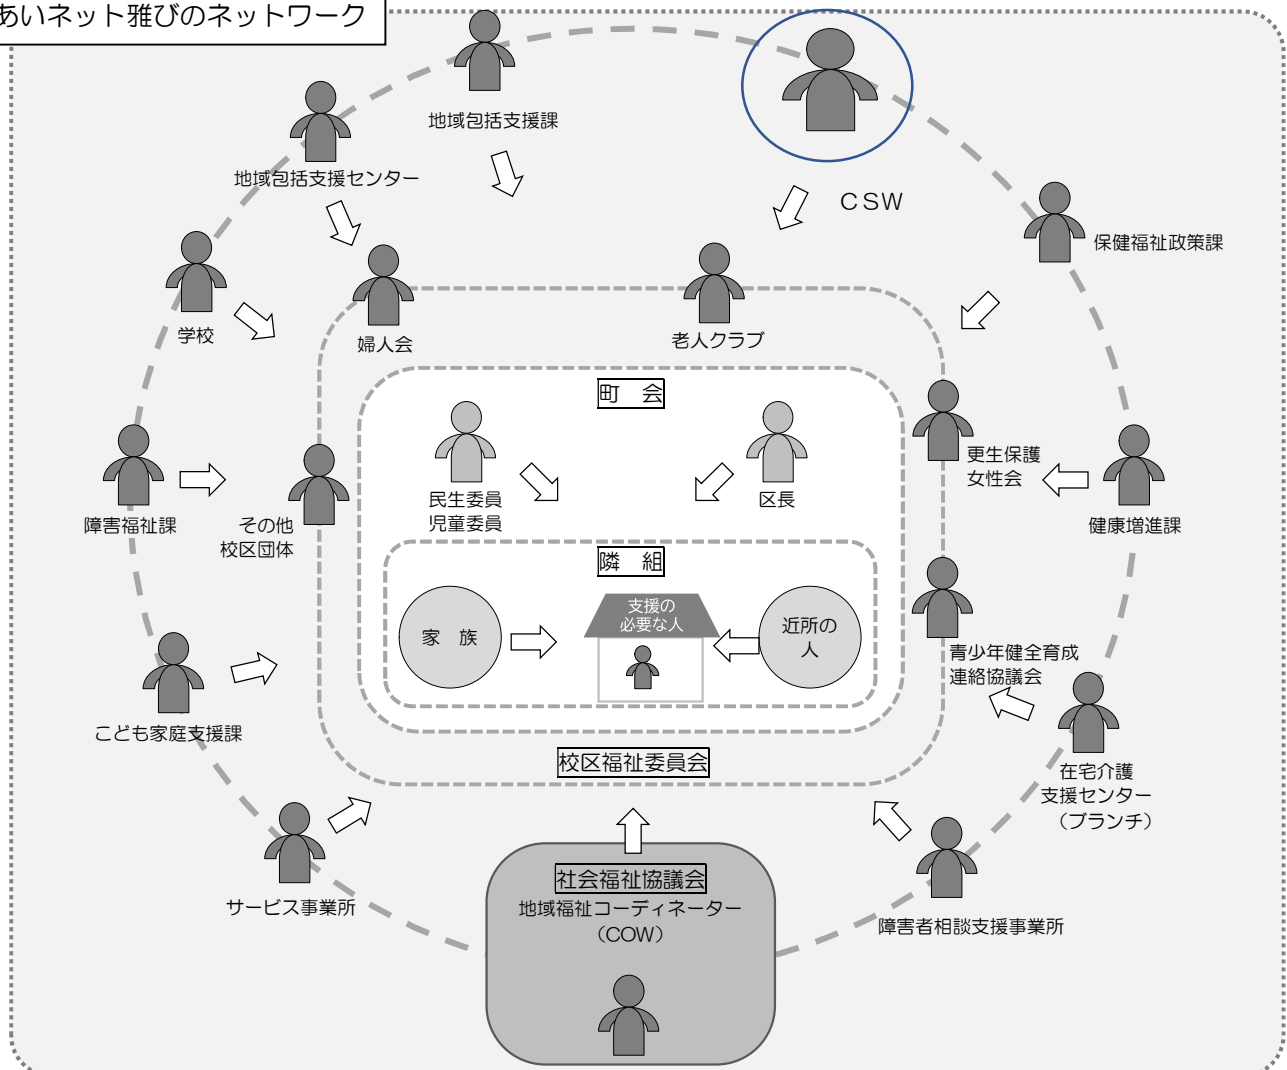 あいネット雅びのネットワーク
地域包括支援課
地域包括支援センター
CSW
保健福祉政策課
学校
婦人会
老人クラブ
町 会
更生保護
女性会
民生委員
児童委員
区長
障害福祉課
その他
校区団体
健康増進課
隣 組
支援の
必要な人
家 族
近所の
人
青少年健全育成
連絡協議会
こども家庭支援課
校区福祉委員会
在宅介護
支援センター
（ブランチ）
社会福祉協議会
地域福祉コーディネーター
（COW）
サービス事業所
障害者相談支援事業所